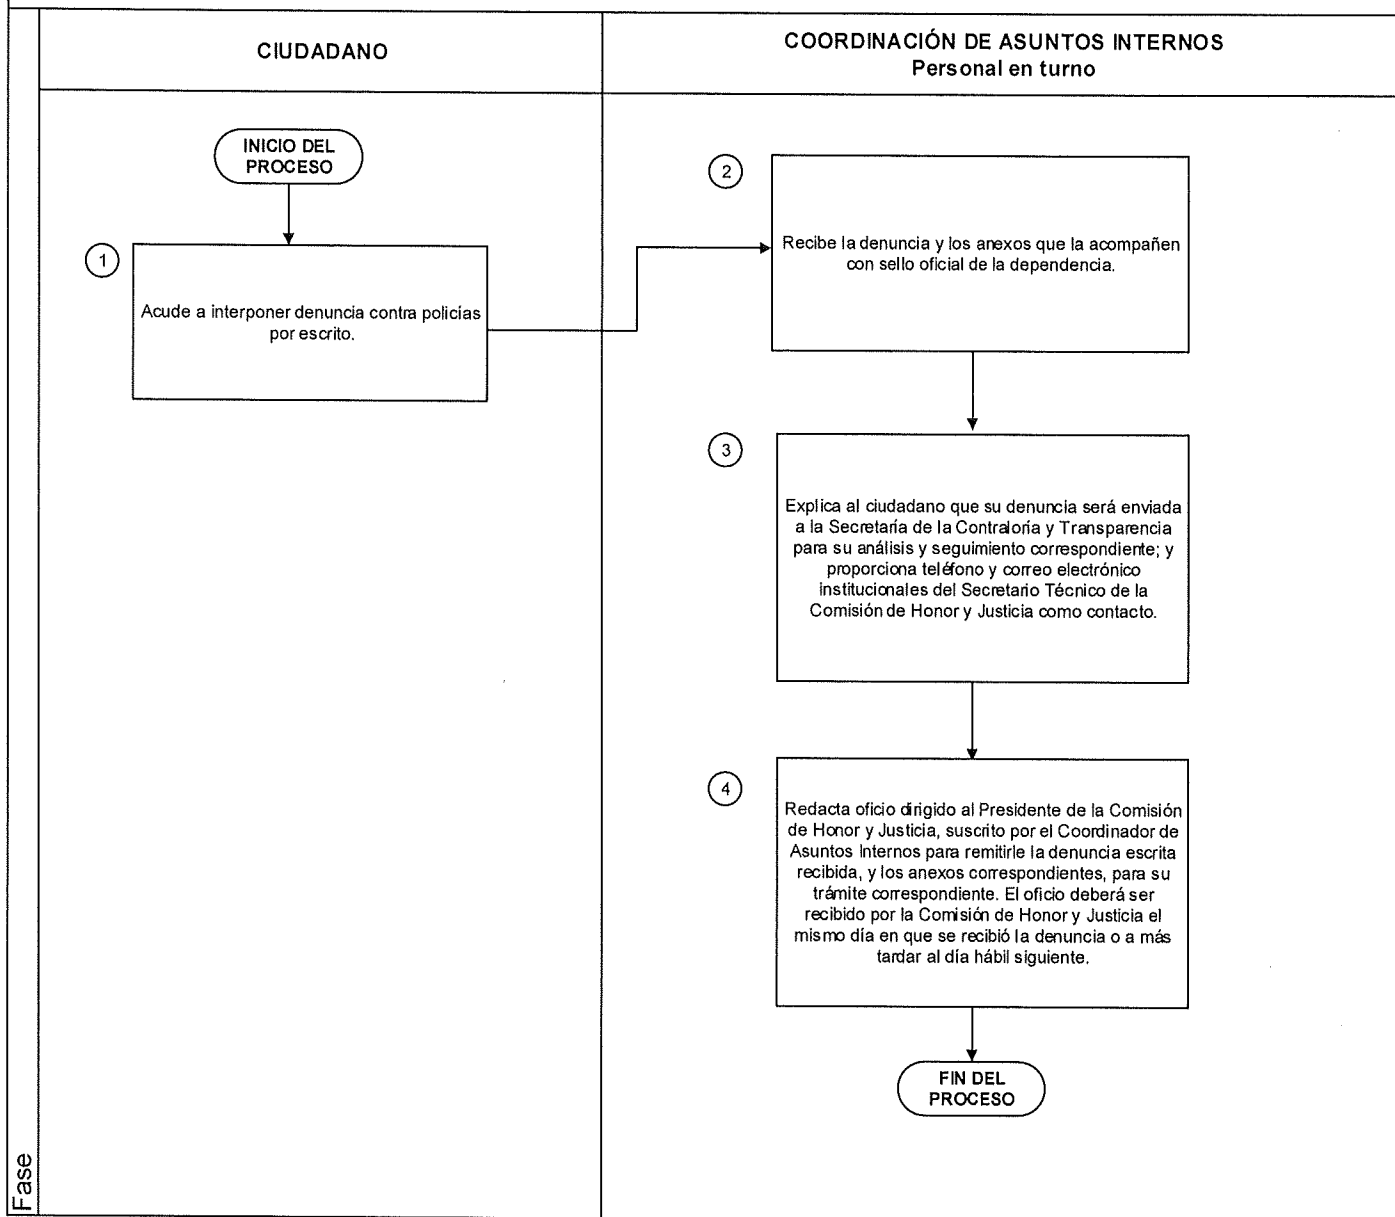 CIUDADANO
COORDINACIÓN DE ASUNTOS INTERNOS
Personal en turno
INICIO DEL
PROCESO
1
Acude a interponer denuncia contra policías
por escrito.
2
Recibe la denuncia y los anexos que la acompañen
con sello oficial de la dependencia.
3
Explica al ciudadano que su denuncia será enviada
a la Secretaría de la Contraloría y Transparencia
para su análisis y seguimiento correspondiente; y
proporciona teléfono y correo electrónico
institucionales del Secretario Técnico de la
Comisión de Honor y Justicia como contacto.
4
Redacta oficio dirigido al Presidente de la Comisión
de Honor y Justicia, suscrito por el Coordinador de
Asuntos Internos para remitirle la denuncia escrita
recibida, y los anexos correspondientes, para su
trámite correspondiente. El oficio deberá ser
recibido por la Comisión de Honor y Justicia el
mismo día en que se recibió la denuncia o a más
tardar al día hábil siguiente.
FIN DEL
PROCESO
Fase